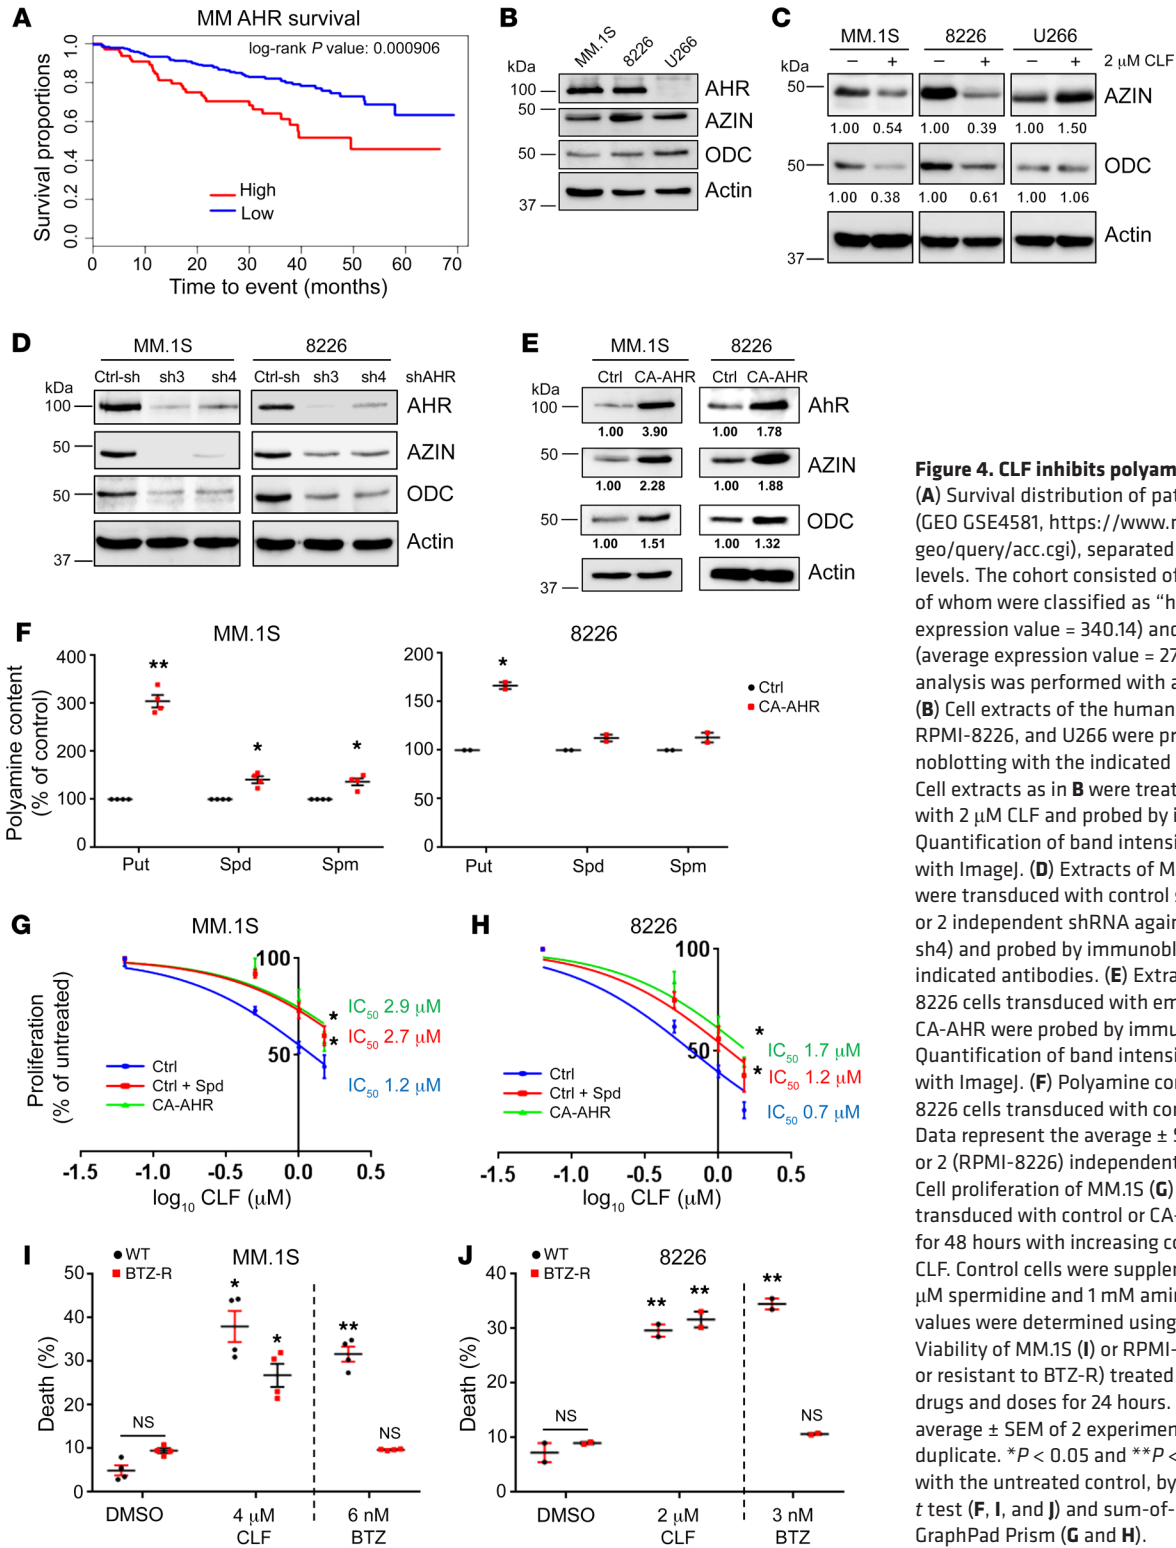 A
MM AHR survival
log-rank P value: 0.000906
Survival proportions
1.0
0.8
0.6
0.4
0.2
0.0
High
Low
0 10 20 30 40 50 60 70
Time to event (months)
B
MM.1S 8226 U266
kDa
100
50
50
37
AHR
AZIN
ODC
Actin
C
MM.1S 8226 U266
− + − + − + 2 μM CLF
kDa
50
AZIN
1.00 0.54 1.00 0.39 1.00 1.50
50
ODC
1.00 0.38 1.00 0.61 1.00 1.06
Actin
37
D
MM.1S 8226
Ctrl-sh sh3 sh4 Ctrl-sh sh3 sh4 shAHR
kDa
100 AHR
50 AZIN
50 ODC
Actin
37
E
MM.1S 8226
Ctrl CA-AHR Ctrl CA-AHR
kDa
100 AhR
1.00 3.90 1.00 1.78
50 AZIN
1.00 2.28 1.00 1.88
50 ODC
1.00 1.51 1.00 1.32
Actin
37
F
MM.1S
Polyamine content
(% of control)
400
300
200
100
0
** * *
Put Spd Spm
8226
200
150
100
50
0
*
Put Spd Spm
Ctrl
CA-AHR
G
MM.1S
Proliferation
(% of untreated)
100
50
IC50 2.9 μM
*
IC50 2.7 μM
*
IC50 1.2 μM
Ctrl
Ctrl + Spd
CA-AHR
-1.5 -1.0 -0.5 0.0 0.5
log10 CLF (μM)
H
8226
100
50
*
IC50 1.7 μM
*
IC50 1.2 μM
IC50 0.7 μM
Ctrl
Ctrl + Spd
CA-AHR
-1.5 -1.0 -0.5 0.0 0.5
log10 CLF (μM)
I
WT
BTZ-R
MM.1S
Death (%)
50
40
30
20
10
0
NS * * ** NS
DMSO 4 μM CLF 6 nM BTZ
J
WT
BTZ-R
8226
Death (%)
40
30
20
10
0
NS ** ** ** NS
DMSO 2 μM CLF 3 nM BTZ
Figure 4. CLF inhibits polyam
(A) Survival distribution of pat
(GEO GSE4581, https://www.n
geo/query/acc.cgi), separated
levels. The cohort consisted of
of whom were classified as “h
expression value = 340.14) and
(average expression value = 27
analysis was performed with a
(B) Cell extracts of the human
RPMI-8226, and U266 were pr
noblotting with the indicated
Cell extracts as in B were treat
with 2 μM CLF and probed by i
Quantification of band intensi
with ImageJ. (D) Extracts of M
were transduced with control s
or 2 independent shRNA again
sh4) and probed by immunobl
indicated antibodies. (E) Extra
8226 cells transduced with em
CA-AHR were probed by immu
Quantification of band intensi
with ImageJ. (F) Polyamine co
8226 cells transduced with cor
Data represent the average ± S
or 2 (RPMI-8226) independent
Cell proliferation of MM.1S (G)
transduced with control or CA-
for 48 hours with increasing co
CLF. Control cells were supplem
μM spermidine and 1 mM amin
values were determined using
Viability of MM.1S (I) or RPMI-
or resistant to BTZ-R) treated
drugs and doses for 24 hours.
average ± SEM of 2 experimen
duplicate. *P < 0.05 and **P <
with the untreated control, by
t test (F, I, and J) and sum-of-
GraphPad Prism (G and H).